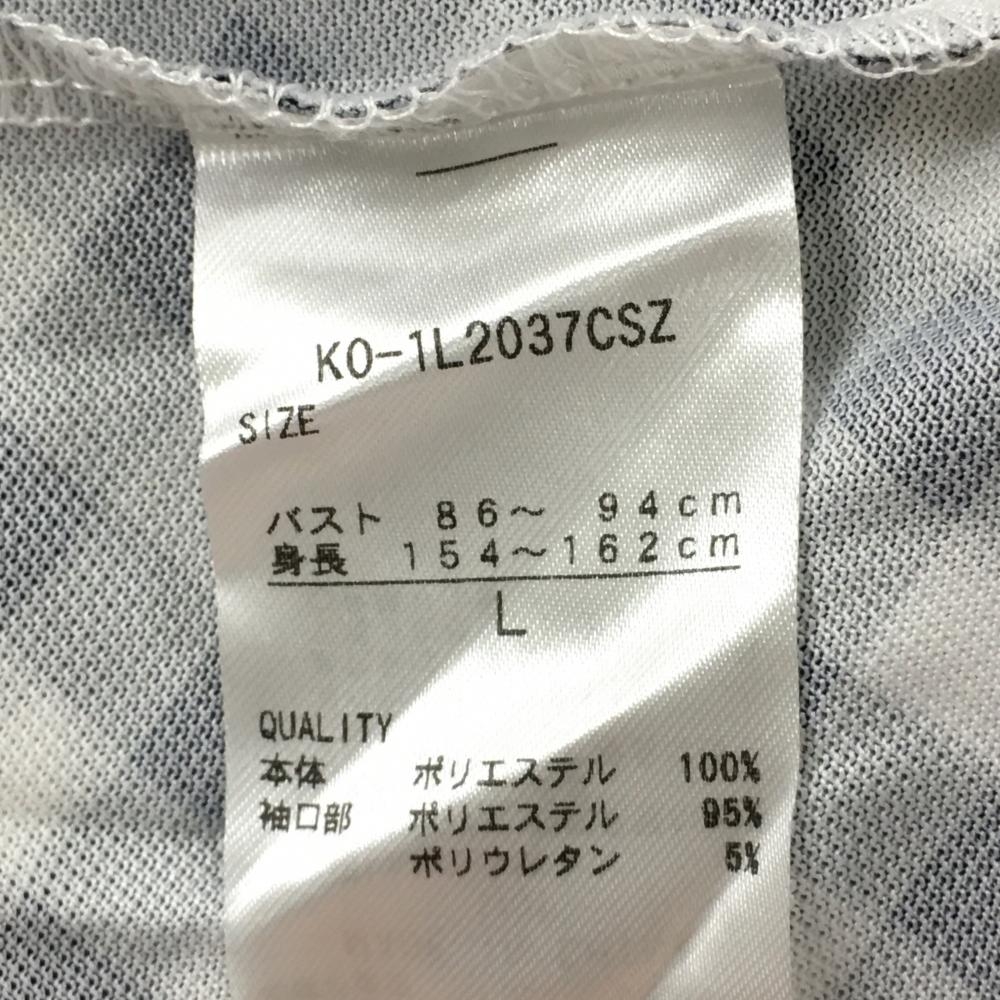 KO-1L2037CSZ
SIZE
バスト 86～ 94cm
身長 154～162cm
L
QUALITY
本体 ポリエステル 100%
袖口部 ポリエステル 95%
ポリウレタン 5%